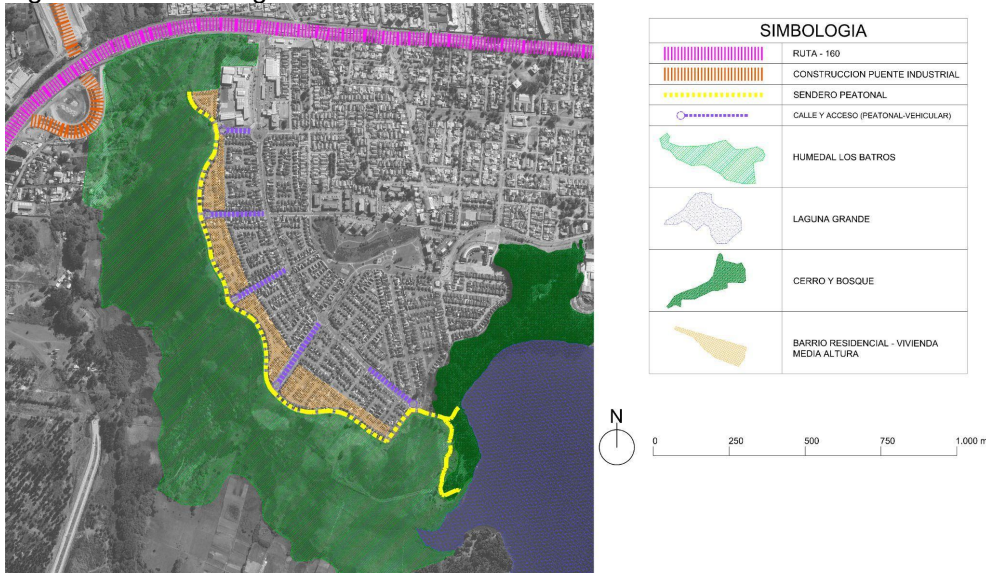 SIMBOLOGIA
RUTA - 160
CONSTRUCCION PUENTE INDUSTRIAL
SENDERO PEATONAL
CALLE Y ACCESO (PEATONAL-VEHICULAR)
HUMEDAL LOS BATROS
LAGUNA GRANDE
CERRO Y BOSQUE
BARRIO RESIDENCIAL - VIVIENDA
MEDIA ALTURA
N
0 250 500 750 1.000 m